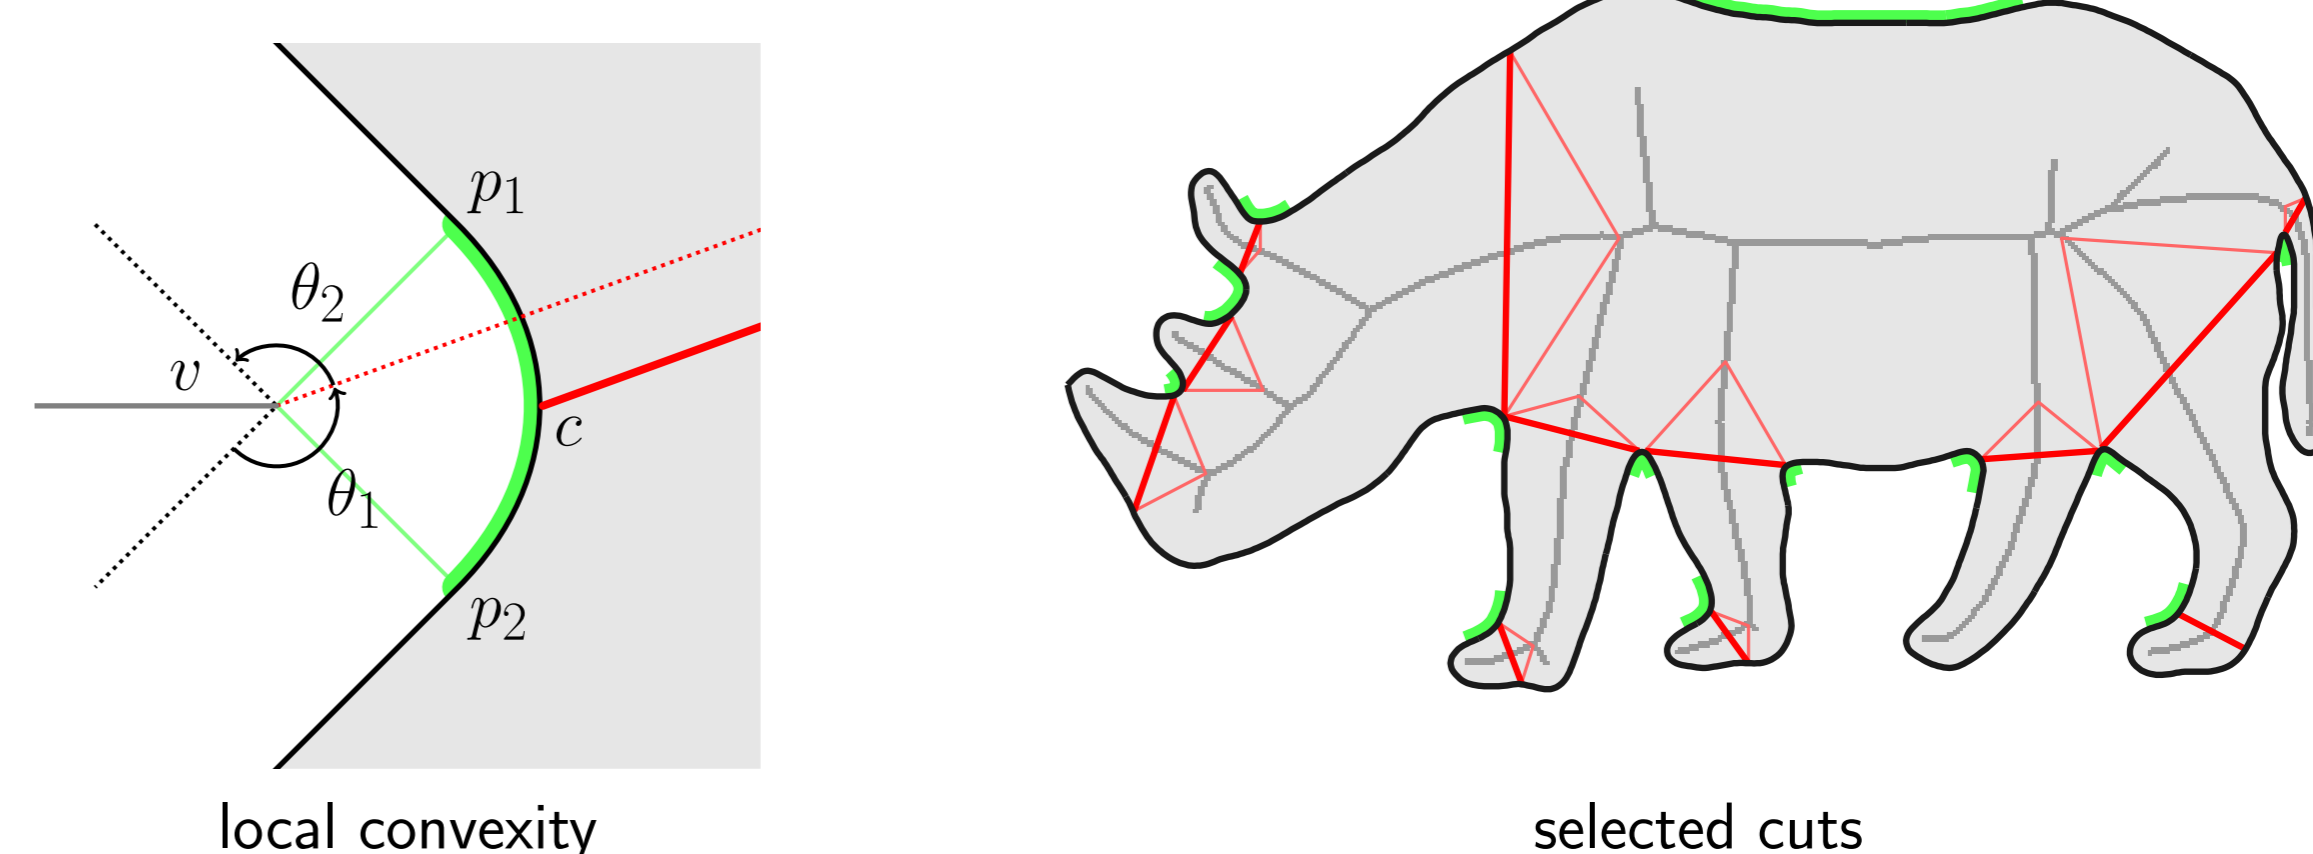 p1
θ2
v
c
θ1
p2
local convexity
selected cuts